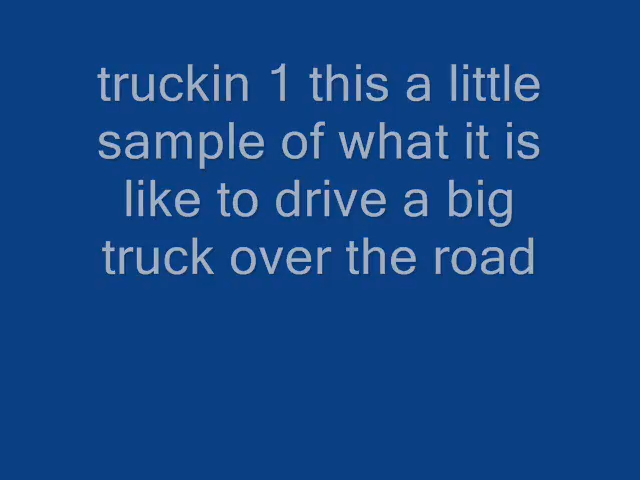 truckin 1 this a little
sample of what it is
like to drive a big
truck over the road